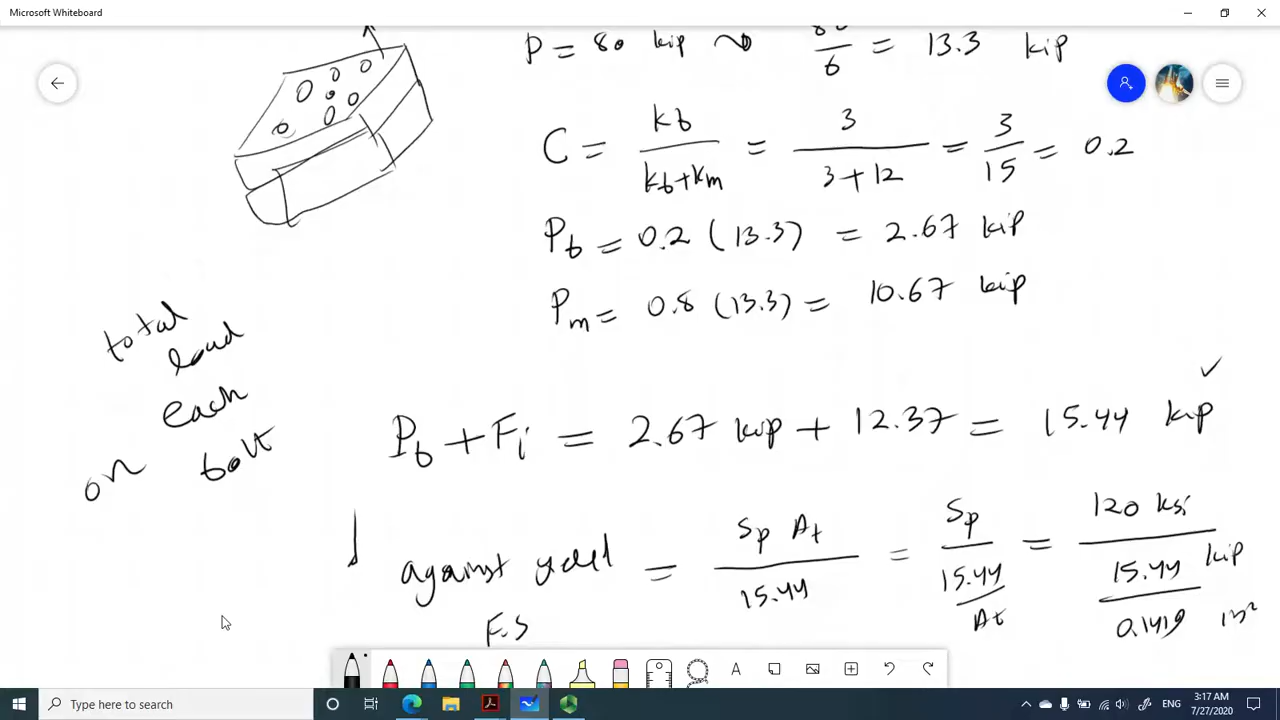 Microsoft Whiteboard
P = 80 kip ⇝ 80/6 = 13.3 kip
C = kb/(kb+km) = 3/(3+12) = 3/15 = 0.2
Pb = 0.2 (13.3) = 2.67 kip
Pm = 0.8 (13.3) = 10.67 kip
total
load
each
on bolt
Pb + Fi = 2.67 kip + 12.37 = 15.44 kip ✓
against yield = Sp At / 15.44 = Sp / (15.44/At) = 120 ksi / (15.44 kip / 0.1419 in²)
F.S
A
Type here to search
ENG
3:17 AM
7/27/2020